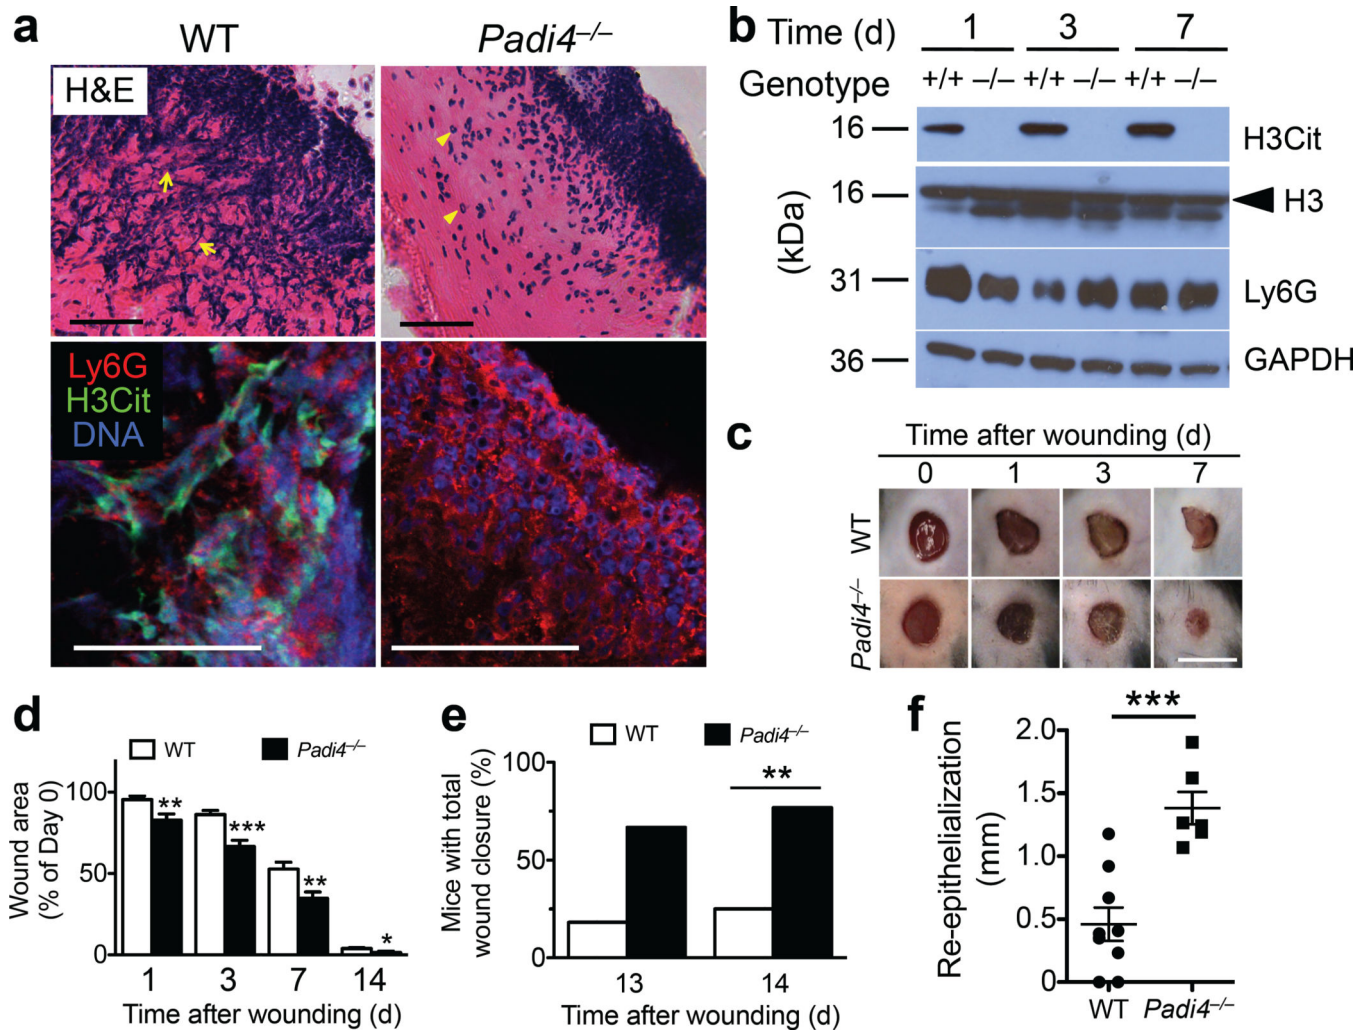 a
WT
Padi4–/–
H&E
Ly6G
H3Cit
DNA
b
Time (d)
1
3
7
Genotype
+/+ –/– +/+ –/– +/+ –/–
16
H3Cit
16
H3
31
Ly6G
36
GAPDH
(kDa)
c
Time after wounding (d)
0
1
3
7
WT
Padi4–/–
d
WT
Padi4–/–
Wound area
(% of Day 0)
100
50
0
**
***
**
*
1
3
7
14
Time after wounding (d)
e
WT
Padi4–/–
Mice with total
wound closure (%)
100
50
0
**
13
14
Time after wounding (d)
f
***
Re-epithelialization
(mm)
2.0
1.5
1.0
0.5
0
WT
Padi4–/–